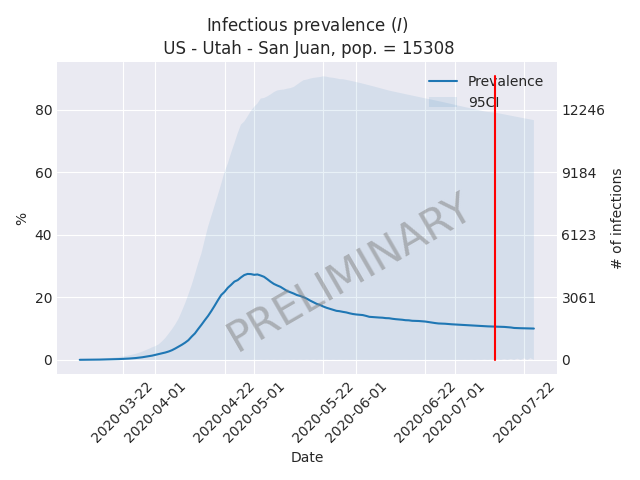 Infectious prevalence (I)
US - Utah - San Juan, pop. = 15308
Prevalence
95CI
80
60
40
20
0
%
12246
9184
6123
3061
0
# of infections
PRELIMINARY
2020-03-22
2020-04-01
2020-04-22
2020-05-01
2020-05-22
2020-06-01
2020-06-22
2020-07-01
2020-07-22
Date